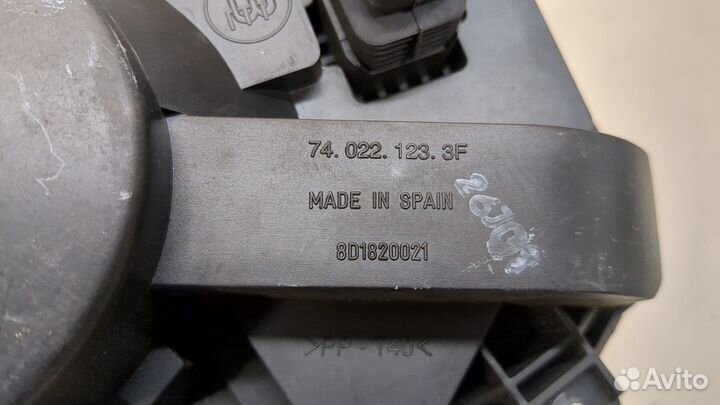 74.022.123.3F
MADE IN SPAIN
8D1820021
>PP-T40<
Avito